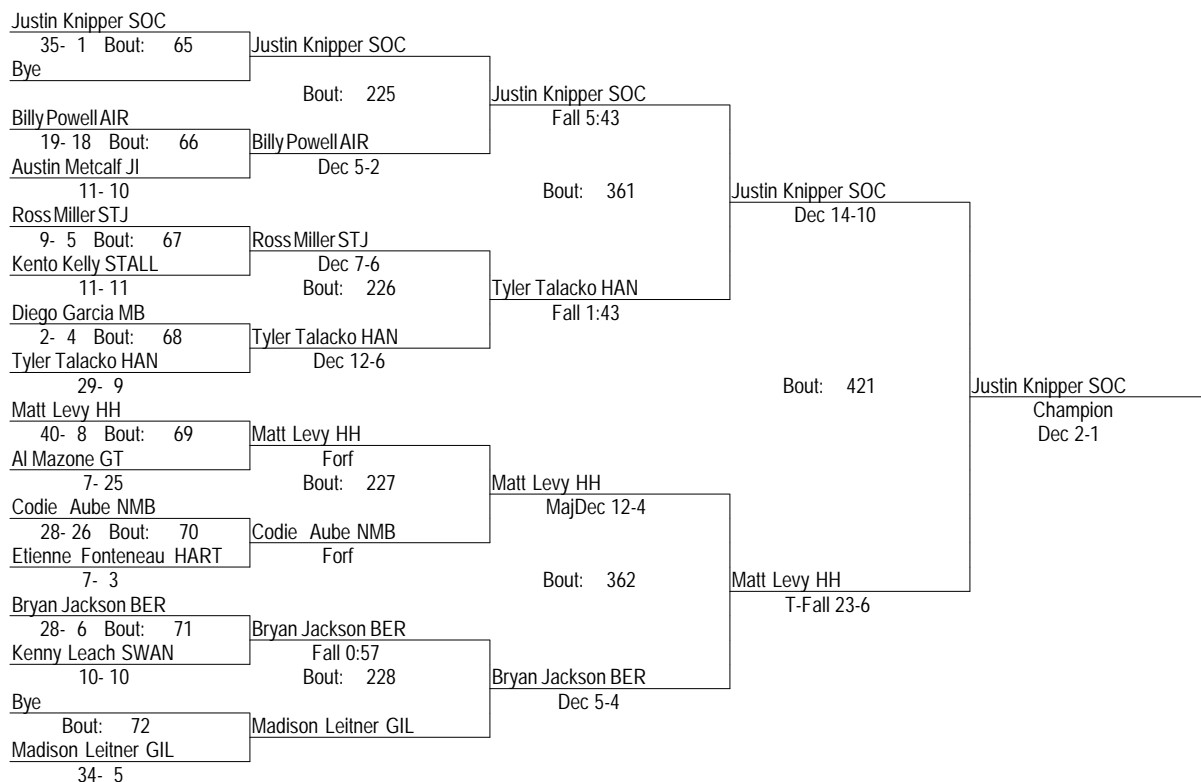 Justin Knipper SOC
35- 1 Bout: 65
Bye
Billy Powell AIR
19- 18 Bout: 66
Austin Metcalf JI
11- 10
Ross Miller STJ
9- 5 Bout: 67
Kento Kelly STALL
11- 11
Diego Garcia MB
2- 4 Bout: 68
Tyler Talacko HAN
29- 9
Matt Levy HH
40- 8 Bout: 69
Al Mazone GT
7- 25
Codie Aube NMB
28- 26 Bout: 70
Etienne Fonteneau HART
7- 3
Bryan Jackson BER
28- 6 Bout: 71
Kenny Leach SWAN
10- 10
Bye
Bout: 72
Madison Leitner GIL
34- 5
Justin Knipper SOC
Bout: 225
Billy Powell AIR
Dec 5-2
Ross Miller STJ
Dec 7-6
Bout: 226
Tyler Talacko HAN
Dec 12-6
Matt Levy HH
Forf
Bout: 227
Codie Aube NMB
Forf
Bryan Jackson BER
Fall 0:57
Bout: 228
Madison Leitner GIL
Justin Knipper SOC
Fall 5:43
Bout: 361
Tyler Talacko HAN
Fall 1:43
Matt Levy HH
MajDec 12-4
Bout: 362
Bryan Jackson BER
Dec 5-4
Justin Knipper SOC
Dec 14-10
Bout: 421
Matt Levy HH
T-Fall 23-6
Justin Knipper SOC
Champion
Dec 2-1